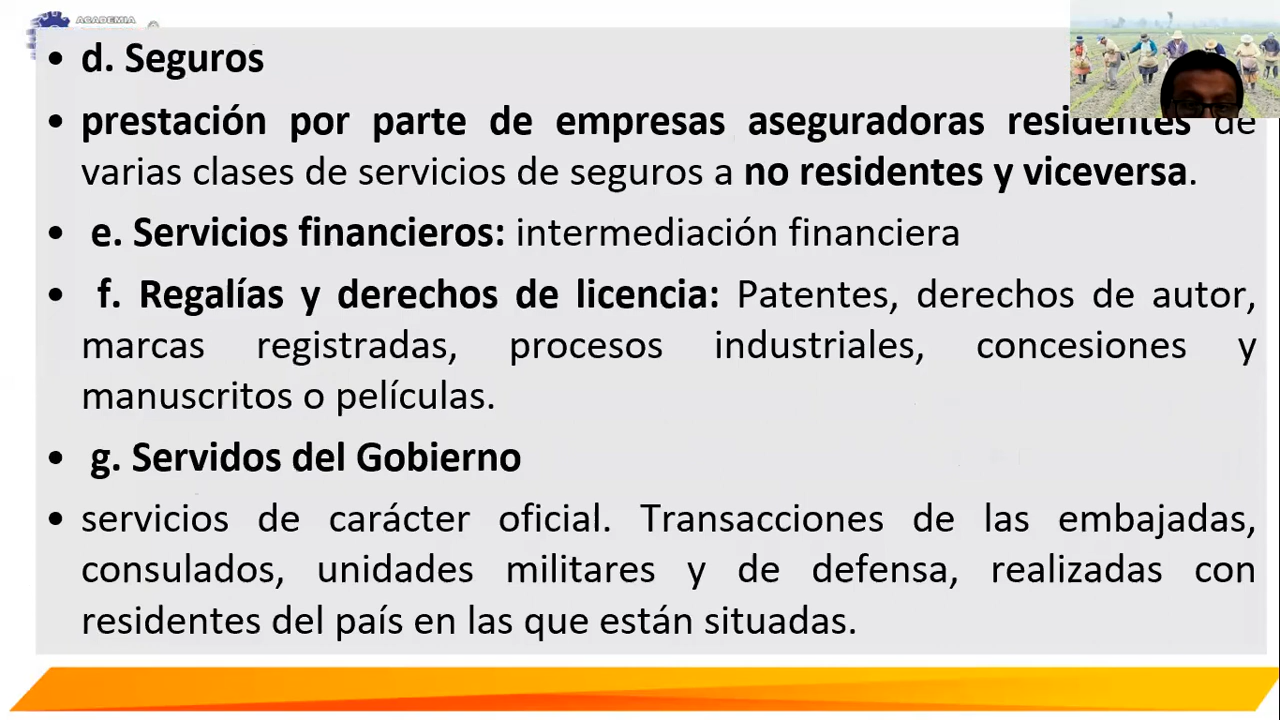 ACADEMIA
• d. Seguros
• prestación por parte de empresas aseguradoras residentes de
varias clases de servicios de seguros a no residentes y viceversa.
• e. Servicios financieros: intermediación financiera
• f. Regalías y derechos de licencia: Patentes, derechos de autor,
marcas registradas, procesos industriales, concesiones y
manuscritos o películas.
• g. Servidos del Gobierno
• servicios de carácter oficial. Transacciones de las embajadas,
consulados, unidades militares y de defensa, realizadas con
residentes del país en las que están situadas.